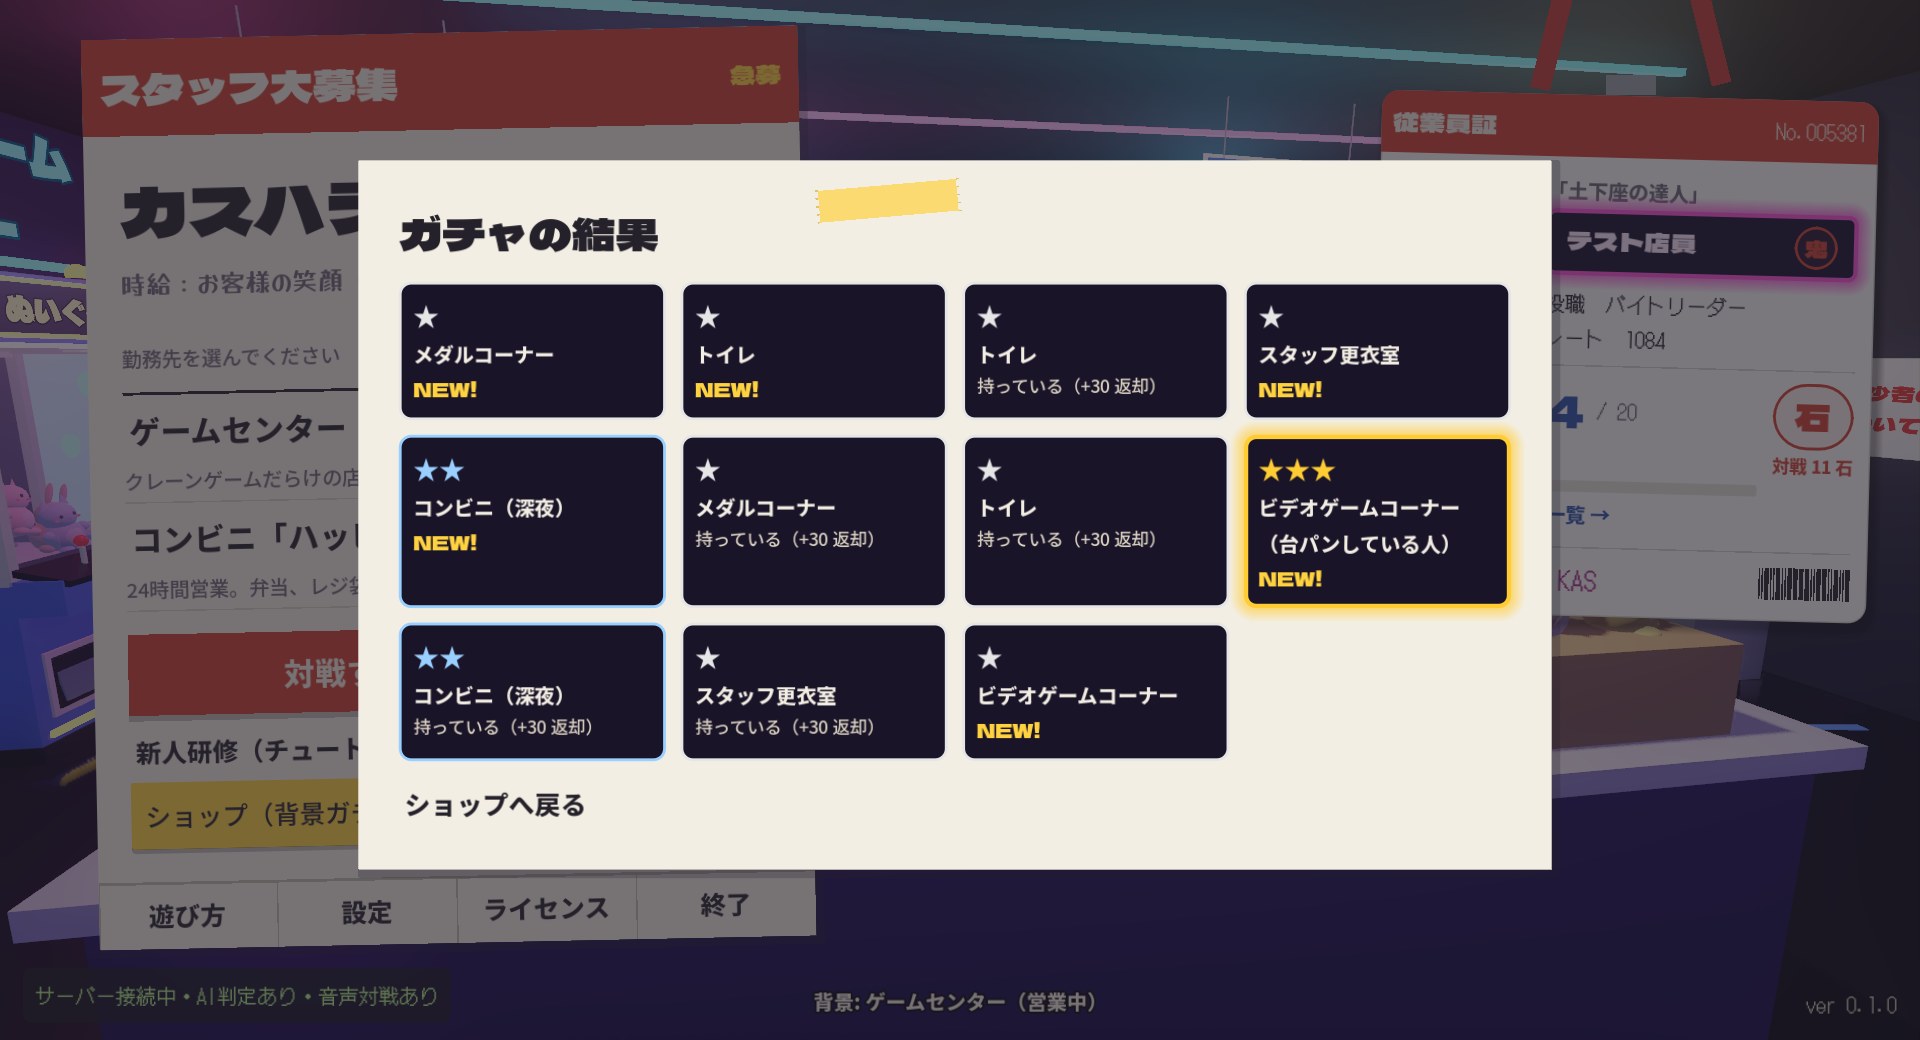 スタッフ大募集
急募
カスハラ
時給：お客様の笑顔
勤務先を選んでください
ゲームセンター
クレーンゲームだらけの店
コンビニ「ハッピ
24時間営業。弁当、レジ袋
対戦す
新人研修（チュート
ショップ（背景ガチ
遊び方
設定
ライセンス
終了
サーバー接続中・AI判定あり・音声対戦あり
ーム
ー
ぬいぐ
ガチャの結果
★
メダルコーナー
NEW!
★
トイレ
NEW!
★
トイレ
持っている（+30 返却）
★
スタッフ更衣室
NEW!
★★
コンビニ（深夜）
NEW!
★
メダルコーナー
持っている（+30 返却）
★
トイレ
持っている（+30 返却）
★★★
ビデオゲームコーナー
（台パンしている人）
NEW!
★★
コンビニ（深夜）
持っている（+30 返却）
★
スタッフ更衣室
持っている（+30 返却）
★
ビデオゲームコーナー
NEW!
ショップへ戻る
従業員証
No.005381
「土下座の達人」
テスト店員
役職 バイトリーダー
レート 1084
4 / 20
石
対戦 11 石
一覧 →
KAS
背景: ゲームセンター（営業中）
ver 0.1.0